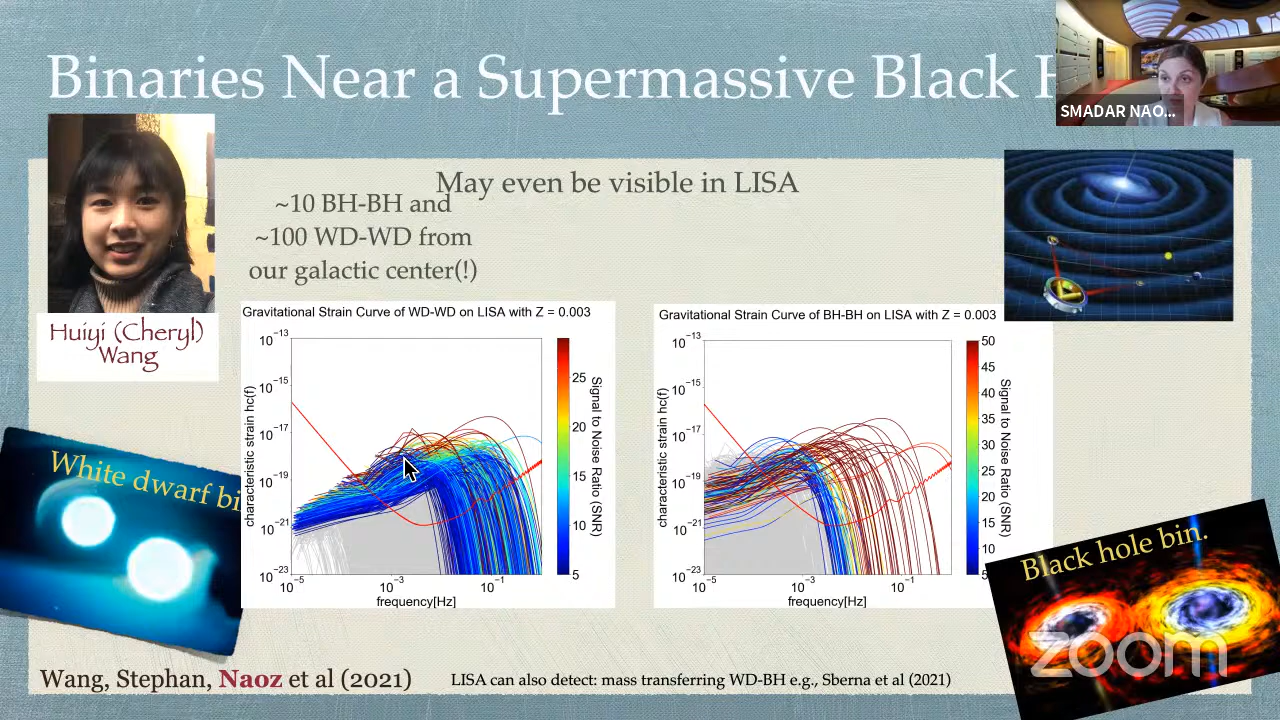 Binaries Near a Supermassive Black
SMADAR NAO...
May even be visible in LISA
~10 BH-BH and
~100 WD-WD from
our galactic center(!)
Huiyi (Cheryl)
Wang
Gravitational Strain Curve of WD-WD on LISA with Z = 0.003
characteristic strain hc(f)
10⁻¹³
10⁻¹⁵
10⁻¹⁷
10⁻¹⁹
10⁻²¹
10⁻²³
10⁻⁵
10⁻³
10⁻¹
frequency[Hz]
25
20
15
10
5
Signal to Noise Ratio (SNR)
Gravitational Strain Curve of BH-BH on LISA with Z = 0.003
characteristic strain hc(f)
10⁻¹³
10⁻¹⁵
10⁻¹⁷
10⁻¹⁹
10⁻²¹
10⁻²³
10⁻⁵
10⁻³
10⁻¹
frequency[Hz]
50
45
40
35
30
25
20
15
10
5
Signal to Noise Ratio (SNR)
White dwarf bi
Black hole bin.
zoom
Wang, Stephan, Naoz et al (2021)
LISA can also detect: mass transferring WD-BH e.g., Sberna et al (2021)